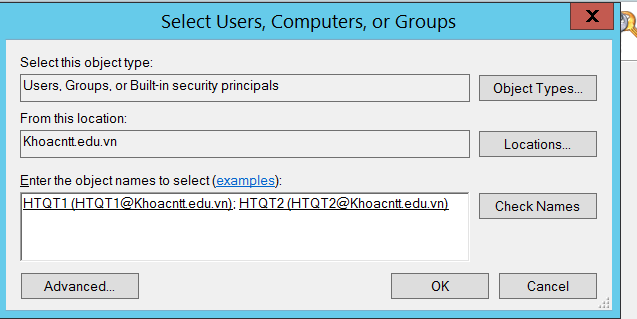 Select Users, Computers, or Groups
x
Select this object type:
Users, Groups, or Built-in security principals
Object Types...
From this location:
Khoacntt.edu.vn
Locations...
Enter the object names to select (examples):
HTQT1 (HTQT1@Khoacntt.edu.vn); HTQT2 (HTQT2@Khoacntt.edu.vn)
Check Names
Advanced...
OK
Cancel